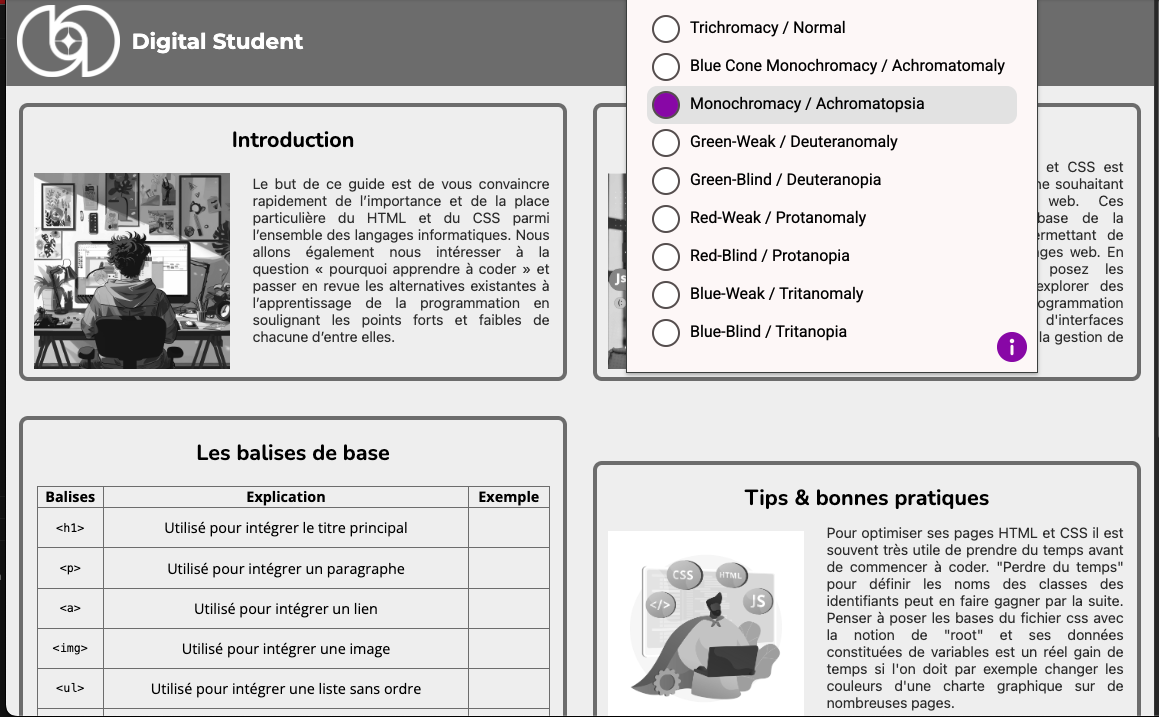 Digital Student
Trichromacy / Normal
Blue Cone Monochromacy / Achromatomaly
Monochromacy / Achromatopsia
Green-Weak / Deuteranomaly
Green-Blind / Deuteranopia
Red-Weak / Protanomaly
Red-Blind / Protanopia
Blue-Weak / Tritanomaly
Blue-Blind / Tritanopia
i
Introduction
Le but de ce guide est de vous convaincre
rapidement de l’importance et de la place
particulière du HTML et du CSS parmi
l’ensemble des langages informatiques. Nous
allons également nous intéresser à la
question « pourquoi apprendre à coder » et
passer en revue les alternatives existantes à
l’apprentissage de la programmation en
soulignant les points forts et faibles de
chacune d’entre elles.
Js
et CSS est
souhaitant
web. Ces
base de la
web. En
posez les
explorer des
d'interfaces
la gestion de
Les balises de base
Balises Explication Exemple
<h1> Utilisé pour intégrer le titre principal
<p> Utilisé pour intégrer un paragraphe
<a> Utilisé pour intégrer un lien
<img> Utilisé pour intégrer une image
<ul> Utilisé pour intégrer une liste sans ordre
Tips & bonnes pratiques
CSS
HTML
</>
JS
Pour optimiser ses pages HTML et CSS il est
souvent très utile de prendre du temps avant
de commencer à coder. "Perdre du temps"
pour définir les noms des classes des
identifiants peut en faire gagner par la suite.
Penser à poser les bases du fichier css avec
la notion de "root" et ses données
constituées de variables est un réel gain de
temps si l'on doit par exemple changer les
couleurs d'une charte graphique sur de
nombreuses pages.